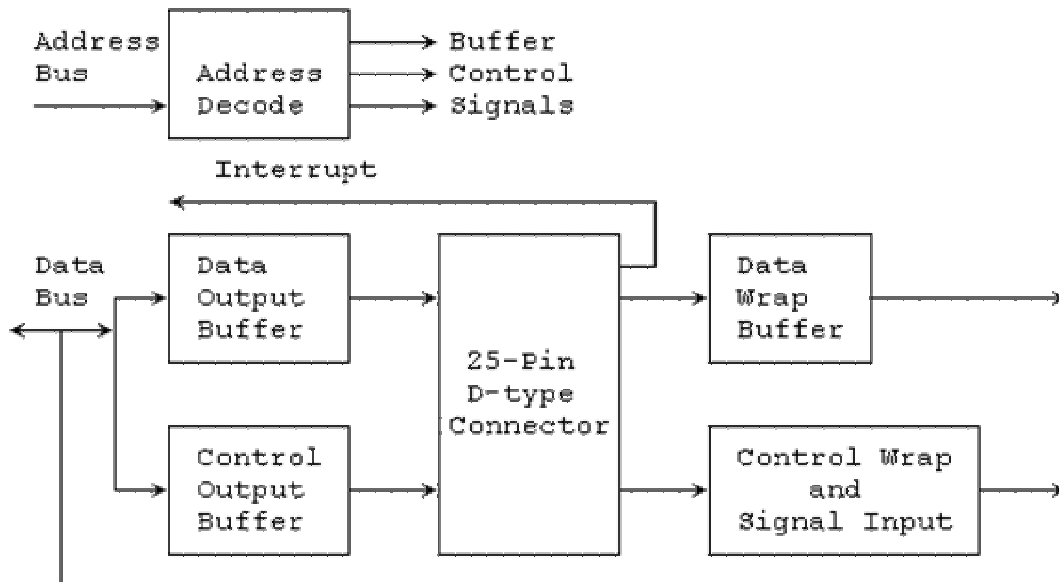 Address
Bus
Address
Decode
Buffer
Control
Signals
Interrupt
Data
Bus
Data
Output
Buffer
Control
Output
Buffer
25-Pin
D-type
Connector
Data
Wrap
Buffer
Control Wrap
and
Signal Input